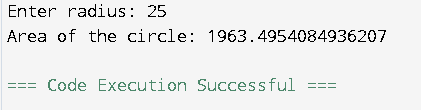 Enter radius: 25
Area of the circle: 1963.4954084936207
=== Code Execution Successful ===